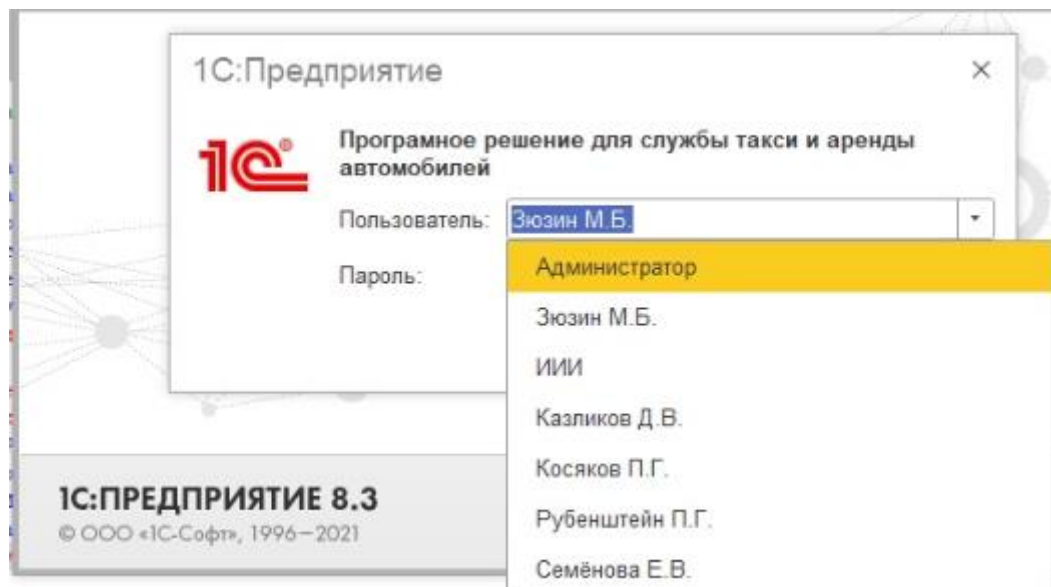 1С:Предприятие
1С®
Програмное решение для службы такси и аренды
автомобилей
Пользователь: Зюзин М.Б.
Пароль:
Администратор
Зюзин М.Б.
ИИИ
Казликов Д.В.
Косяков П.Г.
Рубенштейн П.Г.
Семёнова Е.В.
1С:ПРЕДПРИЯТИЕ 8.3
© ООО «1С-Софт», 1996–2021